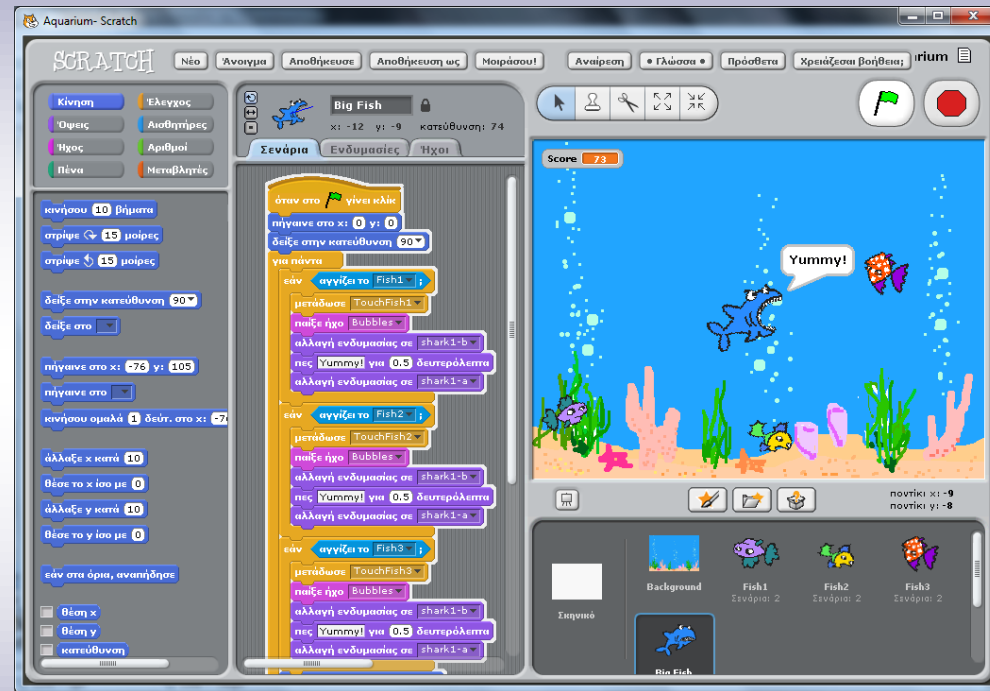 Aquarium- Scratch
SCRATCH
Νέο
Άνοιγμα
Αποθήκευσε
Αποθήκευση ως
Μοιράσου!
Αναίρεση
• Γλώσσα •
Πρόσθετα
Χρειάζεσαι βοήθεια;
rium
Κίνηση
Έλεγχος
Όψεις
Αισθητήρες
Ήχος
Αριθμοί
Πένα
Μεταβλητές
κινήσου 10 βήματα
στρίψε 15 μοίρες
στρίψε 15 μοίρες
δείξε στην κατεύθυνση 90
δείξε στο
πήγαινε στο x: -76 y: 105
πήγαινε στο
κινήσου ομαλά 1 δεύτ. στο x: -76
άλλαξε x κατά 10
θέσε το x ίσο με 0
άλλαξε y κατά 10
θέσε το y ίσο με 0
εάν στα όρια, αναπήδησε
θέση x
θέση y
κατεύθυνση
Big Fish
x: -12 y: -9 κατεύθυνση: 74
Σενάρια
Ενδυμασίες
Ήχοι
όταν στο γίνει κλικ
πήγαινε στο x: 0 y: 0
δείξε στην κατεύθυνση 90
για πάντα
εάν αγγίζει το Fish1 ;
μετάδωσε TouchFish1
παίξε ήχο Bubbles
αλλαγή ενδυμασίας σε shark1-b
πες Yummy! για 0.5 δευτερόλεπτα
αλλαγή ενδυμασίας σε shark1-a
εάν αγγίζει το Fish2 ;
μετάδωσε TouchFish2
παίξε ήχο Bubbles
αλλαγή ενδυμασίας σε shark1-b
πες Yummy! για 0.5 δευτερόλεπτα
αλλαγή ενδυμασίας σε shark1-a
εάν αγγίζει το Fish3 ;
μετάδωσε TouchFish3
παίξε ήχο Bubbles
αλλαγή ενδυμασίας σε shark1-b
πες Yummy! για 0.5 δευτερόλεπτα
αλλαγή ενδυμασίας σε shark1-a
Score 73
Yummy!
ποντίκι x: -9
ποντίκι y: -8
Σκηνικό
Background
Fish1
Σενάρια: 2
Fish2
Σενάρια: 2
Fish3
Σενάρια: 2
Big Fish